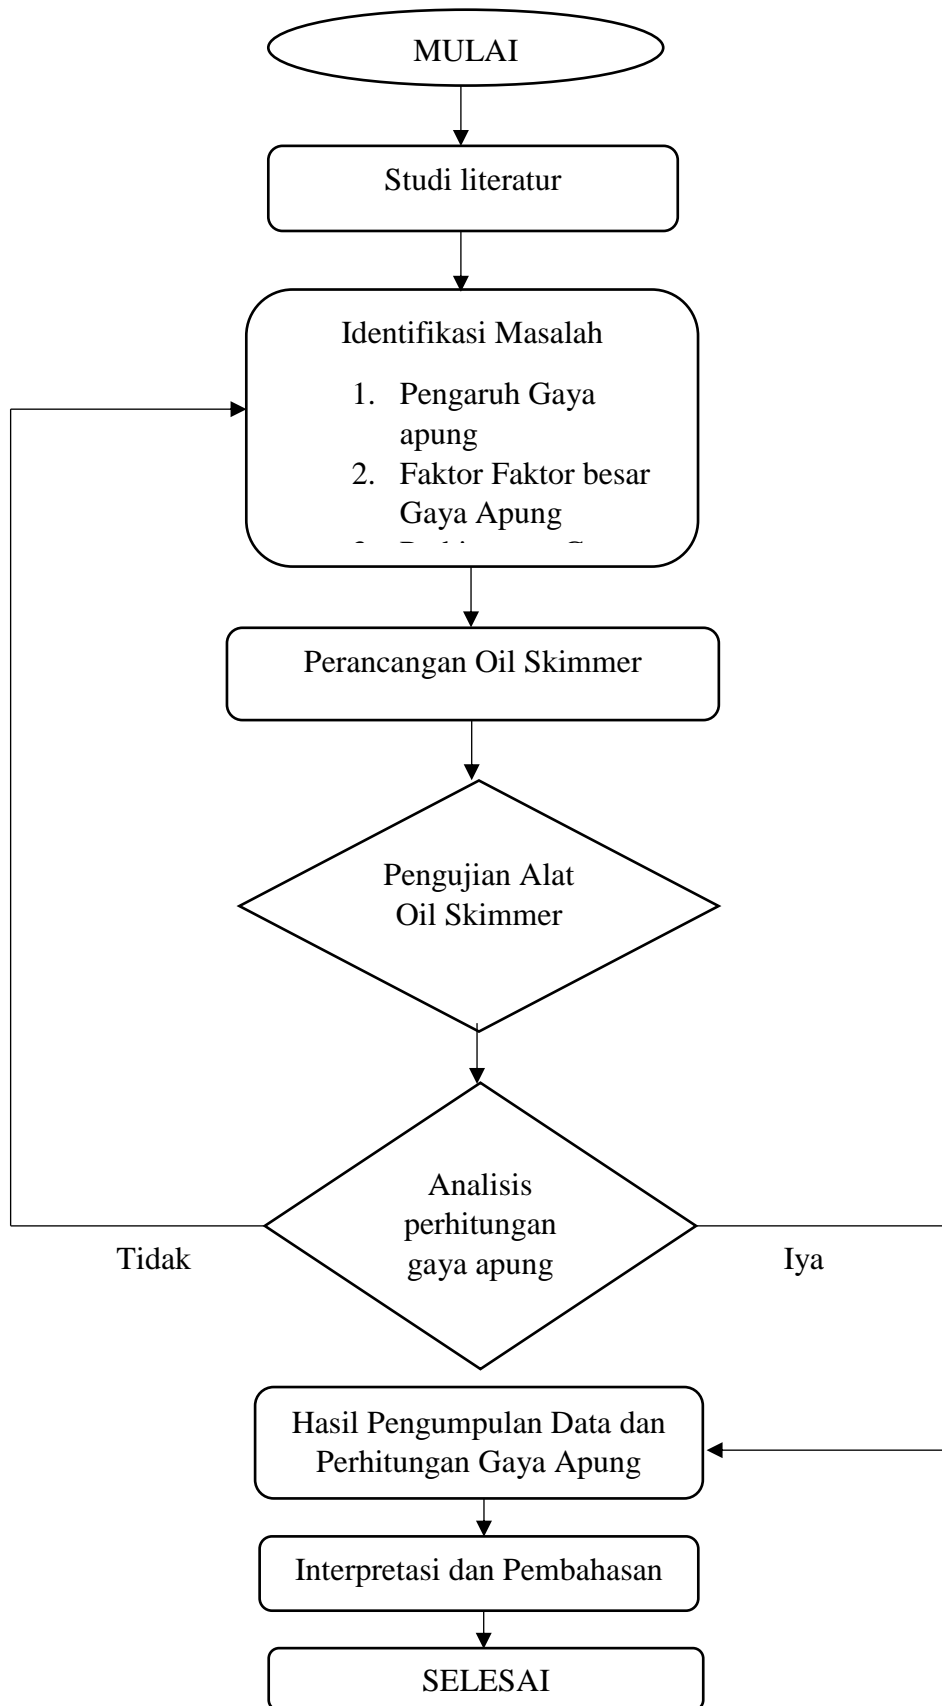 MULAI
Studi literatur
Identifikasi Masalah
1. Pengaruh Gaya
apung
2. Faktor Faktor besar
Gaya Apung
Perancangan Oil Skimmer
Pengujian Alat
Oil Skimmer
Analisis
perhitungan
gaya apung
Tidak
Iya
Hasil Pengumpulan Data dan
Perhitungan Gaya Apung
Interpretasi dan Pembahasan
SELESAI